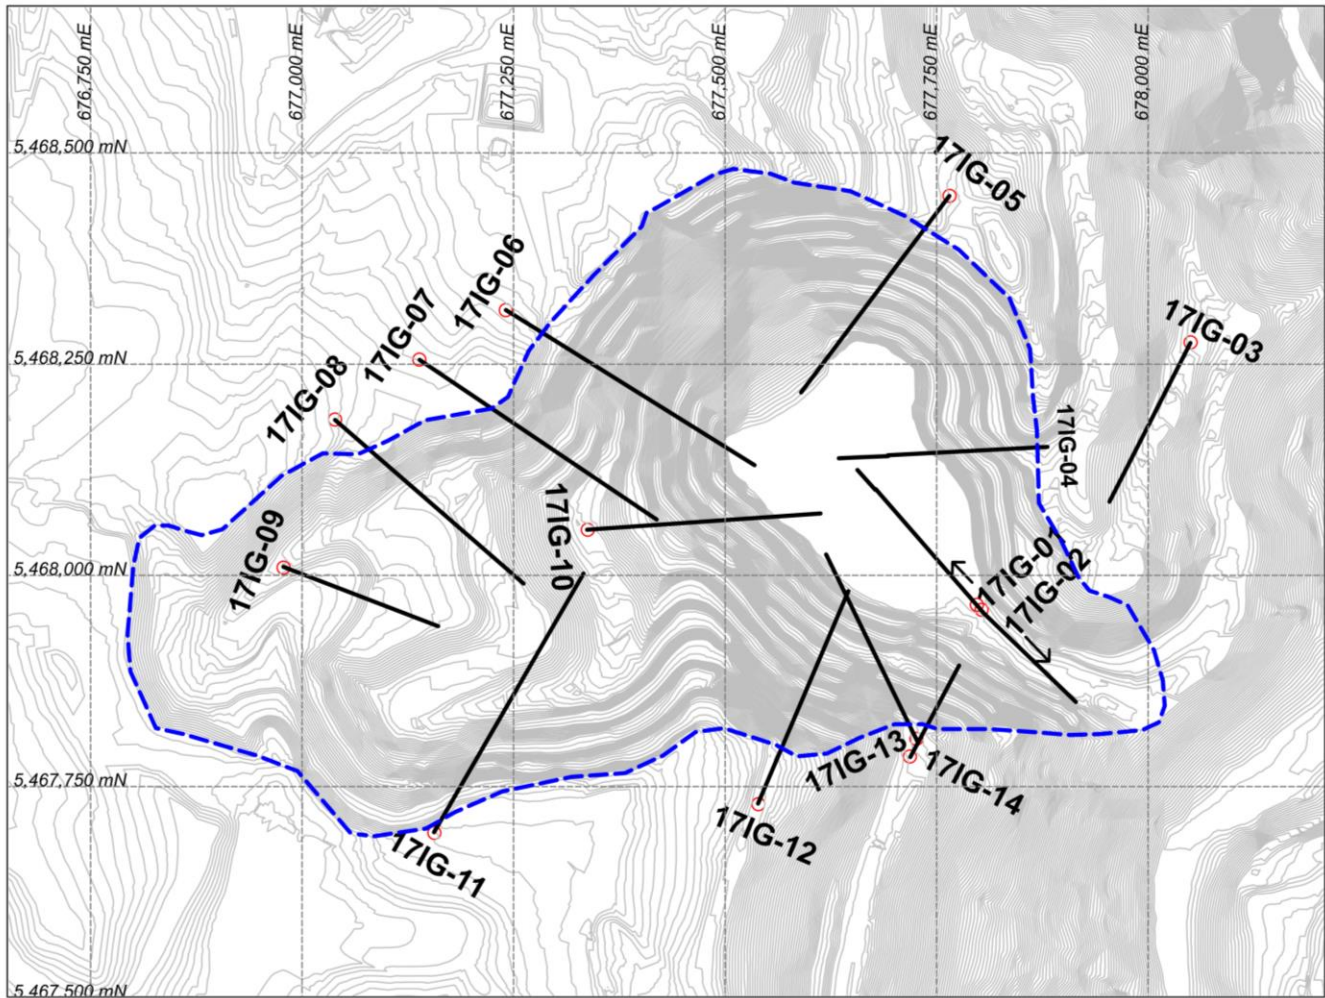 676,750 mE
677,000 mE
677,250 mE
677,500 mE
677,750 mE
678,000 mE
5,468,500 mN
17IG-05
17IG-06
17IG-07
17IG-03
5,468,250 mN
17IG-08
17IG-04
17IG-10
17IG-09
5,468,000 mN
17IG-01
17IG-02
17IG-13
17IG-14
5,467,750 mN
17IG-12
17IG-11
5,467,500 mN